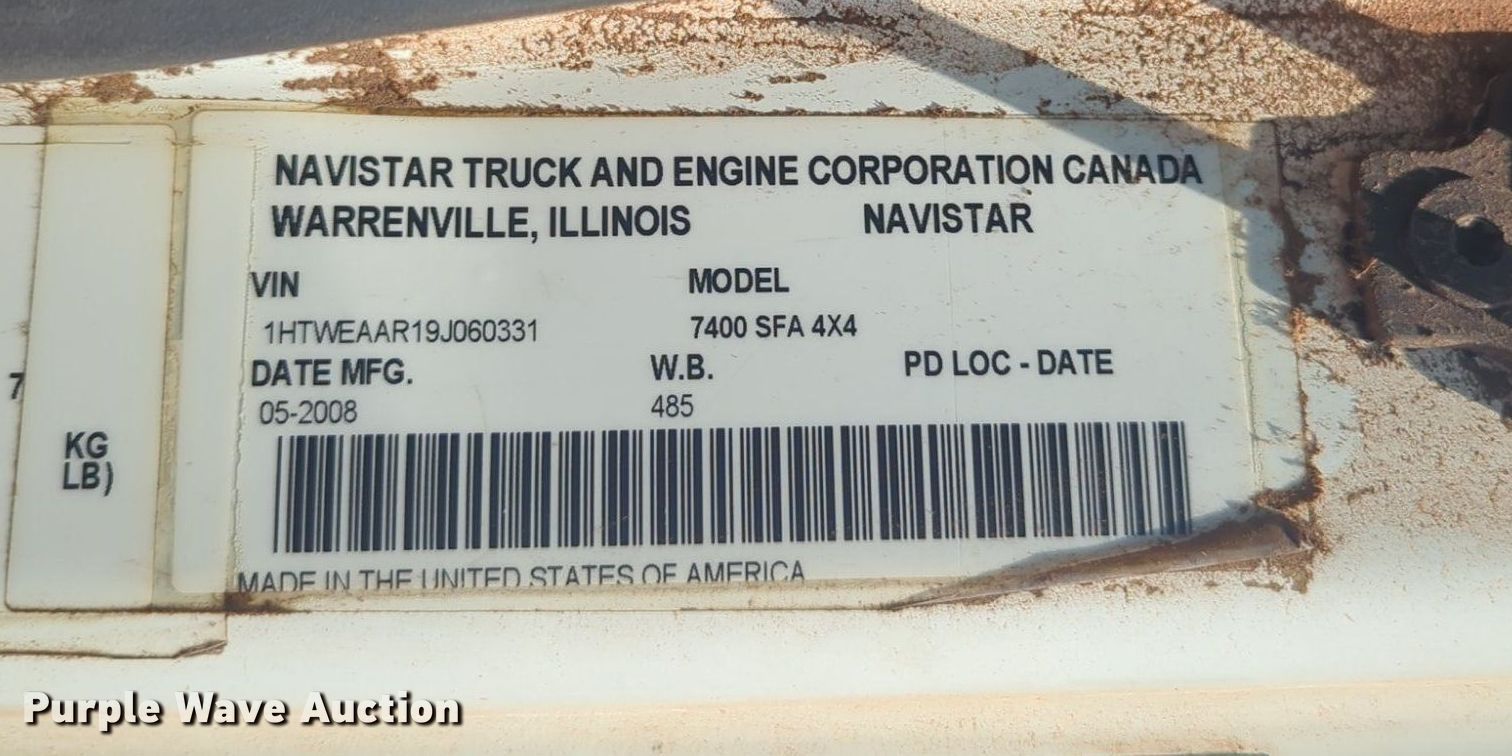 NAVISTAR TRUCK AND ENGINE CORPORATION CANADA
WARRENVILLE, ILLINOIS NAVISTAR
VIN MODEL
1HTWEAAR19J060331 7400 SFA 4X4
DATE MFG. W.B. PD LOC - DATE
05-2008 485
7
KG
LB)
MADE IN THE UNITED STATES OF AMERICA
Purple Wave Auction